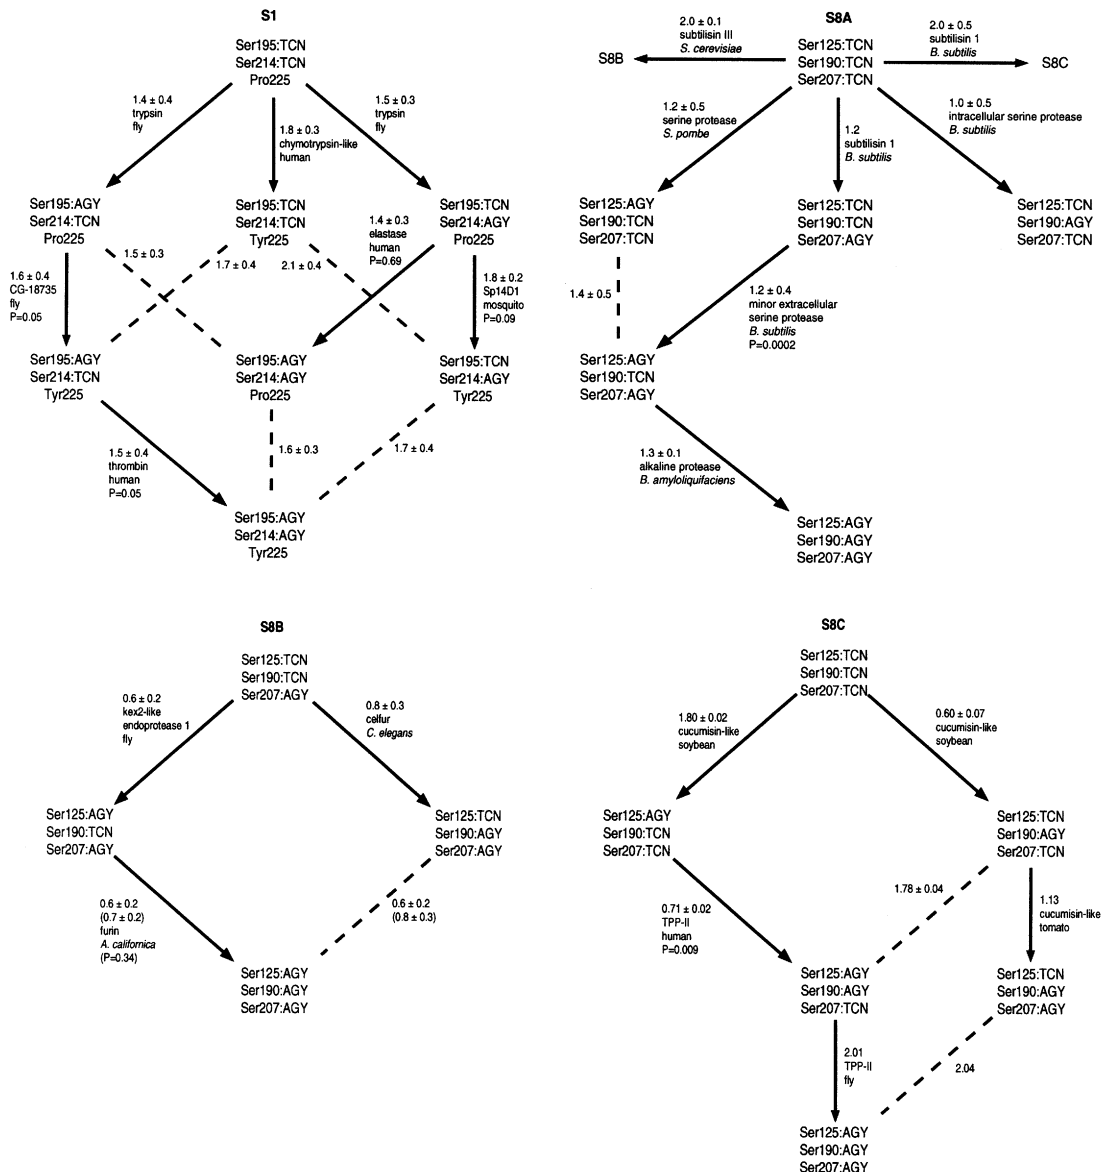 S1
Ser195:TCN
Ser214:TCN
Pro225
1.4 ± 0.4
trypsin
fly
1.8 ± 0.3
chymotrypsin-like
human
1.5 ± 0.3
trypsin
fly
Ser195:AGY
Ser214:TCN
Pro225
Ser195:TCN
Ser214:TCN
Tyr225
Ser195:TCN
Ser214:AGY
Pro225
1.6 ± 0.4
CG-18735
fly
P=0.05
1.5 ± 0.3
1.7 ± 0.4
2.1 ± 0.4
1.4 ± 0.3
elastase
human
P=0.69
1.8 ± 0.2
Sp14D1
mosquito
P=0.09
Ser195:AGY
Ser214:TCN
Tyr225
Ser195:AGY
Ser214:AGY
Pro225
Ser195:TCN
Ser214:AGY
Tyr225
1.5 ± 0.4
thrombin
human
P=0.05
1.6 ± 0.3
1.7 ± 0.4
Ser195:AGY
Ser214:AGY
Tyr225
S8A
Ser125:TCN
Ser190:TCN
Ser207:TCN
2.0 ± 0.1
subtilisin III
S. cerevisiae
S8B
2.0 ± 0.5
subtilisin 1
B. subtilis
S8C
1.2 ± 0.5
serine protease
S. pombe
1.2
subtilisin 1
B. subtilis
1.0 ± 0.5
intracellular serine protease
B. subtilis
Ser125:AGY
Ser190:TCN
Ser207:TCN
Ser125:TCN
Ser190:TCN
Ser207:AGY
Ser125:TCN
Ser190:AGY
Ser207:TCN
1.4 ± 0.5
1.2 ± 0.4
minor extracellular
serine protease
B. subtilis
P=0.0002
Ser125:AGY
Ser190:TCN
Ser207:AGY
1.3 ± 0.1
alkaline protease
B. amyloliquifaciens
Ser125:AGY
Ser190:AGY
Ser207:AGY
S8B
Ser125:TCN
Ser190:TCN
Ser207:AGY
0.6 ± 0.2
kex2-like
endoprotease 1
fly
0.8 ± 0.3
celfur
C. elegans
Ser125:AGY
Ser190:TCN
Ser207:AGY
Ser125:TCN
Ser190:AGY
Ser207:AGY
0.6 ± 0.2
(0.7 ± 0.2)
furin
A. californica
(P=0.34)
0.6 ± 0.2
(0.8 ± 0.3)
Ser125:AGY
Ser190:AGY
Ser207:AGY
S8C
Ser125:TCN
Ser190:TCN
Ser207:TCN
1.80 ± 0.02
cucumisin-like
soybean
0.60 ± 0.07
cucumisin-like
soybean
Ser125:AGY
Ser190:TCN
Ser207:TCN
Ser125:TCN
Ser190:AGY
Ser207:TCN
0.71 ± 0.02
TPP-II
human
P=0.009
1.78 ± 0.04
1.13
cucumisin-like
tomato
Ser125:AGY
Ser190:AGY
Ser207:TCN
Ser125:TCN
Ser190:AGY
Ser207:AGY
2.01
TPP-II
fly
2.04
Ser125:AGY
Ser190:AGY
Ser207:AGY